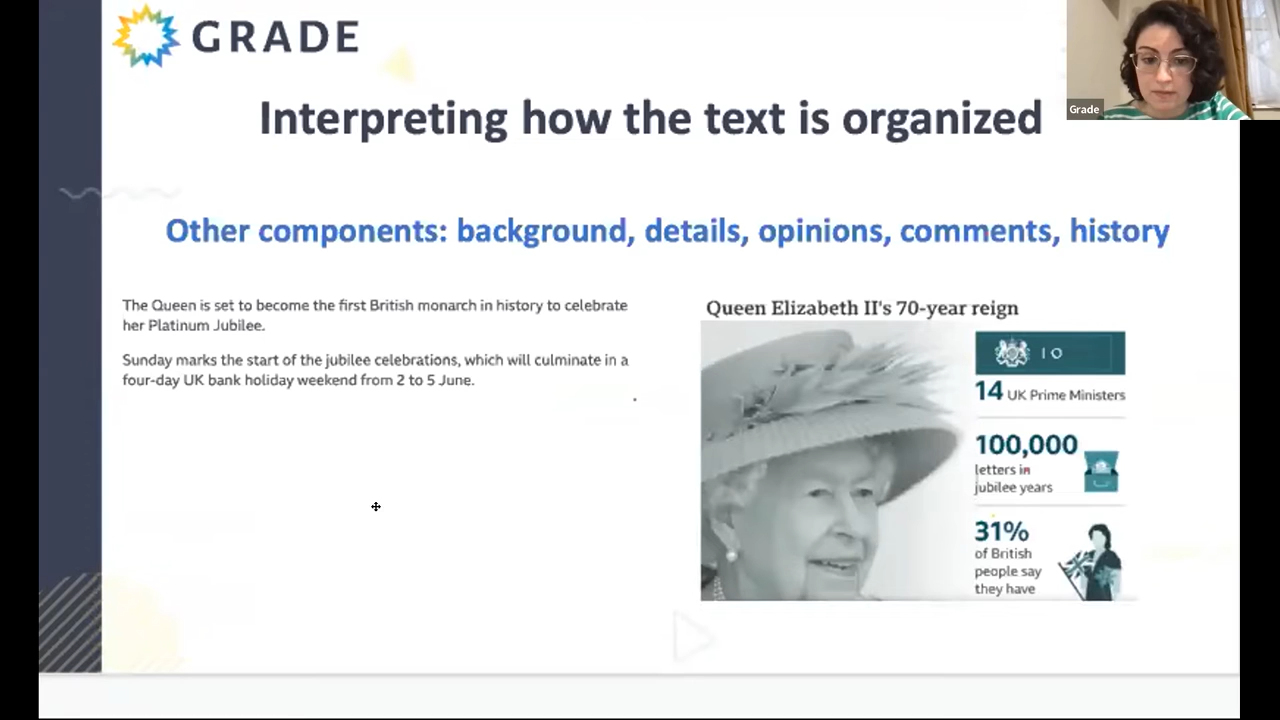 GRADE
Grade
Interpreting how the text is organized
Other components: background, details, opinions, comments, history
The Queen is set to become the first British monarch in history to celebrate
her Platinum Jubilee.
Sunday marks the start of the jubilee celebrations, which will culminate in a
four-day UK bank holiday weekend from 2 to 5 June.
Queen Elizabeth II's 70-year reign
10
14 UK Prime Ministers
100,000
letters in
jubilee years
31%
of British
people say
they have